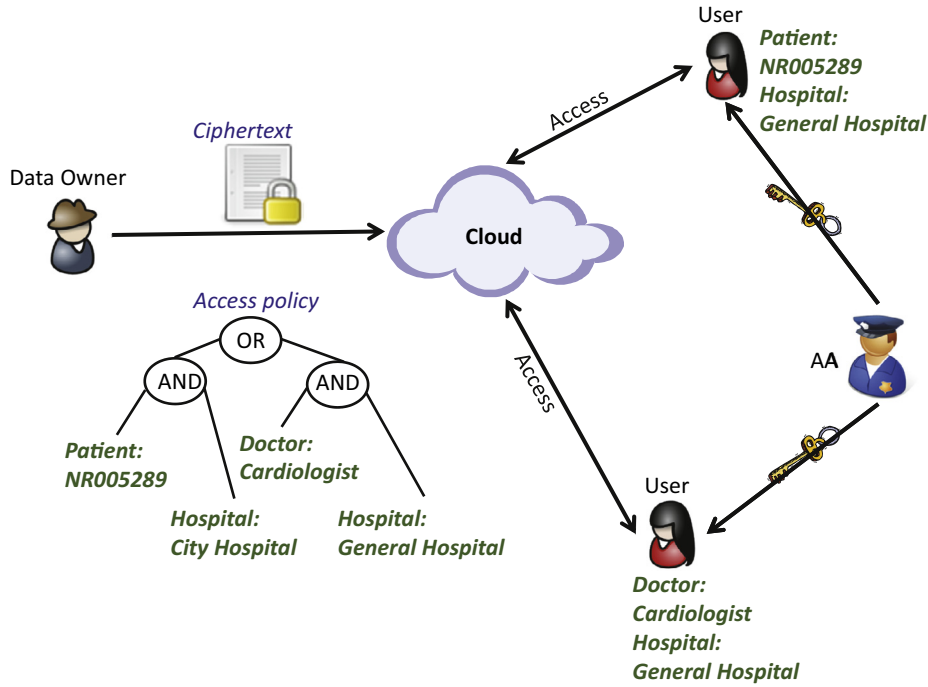 User
Patient:
NR005289
Hospital:
General Hospital
Access
Ciphertext
Data Owner
Cloud
Access policy
OR
AND
AND
Patient:
NR005289
Doctor:
Cardiologist
Hospital:
City Hospital
Hospital:
General Hospital
Access
AA
User
Doctor:
Cardiologist
Hospital:
General Hospital